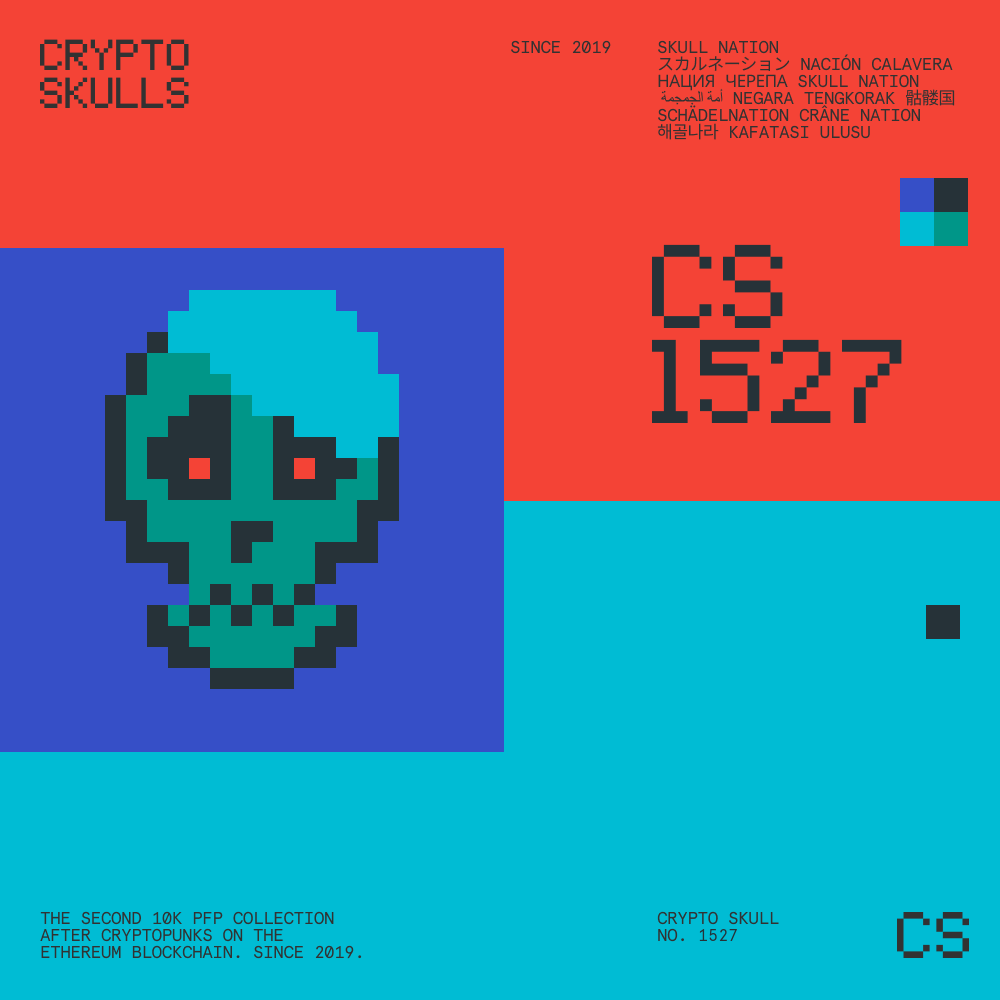 CRYPTO
SKULLS
SINCE 2019
SKULL NATION
スカルネーション NACIÓN CALAVERA
НАЦИЯ ЧЕРЕПА SKULL NATION
أمة الجمجمة NEGARA TENGKORAK 骷髅国
SCHÄDELNATION CRÂNE NATION
해골나라 KAFATASI ULUSU
CS
1527
THE SECOND 10K PFP COLLECTION
AFTER CRYPTOPUNKS ON THE
ETHEREUM BLOCKCHAIN. SINCE 2019.
CRYPTO SKULL
NO. 1527
CS